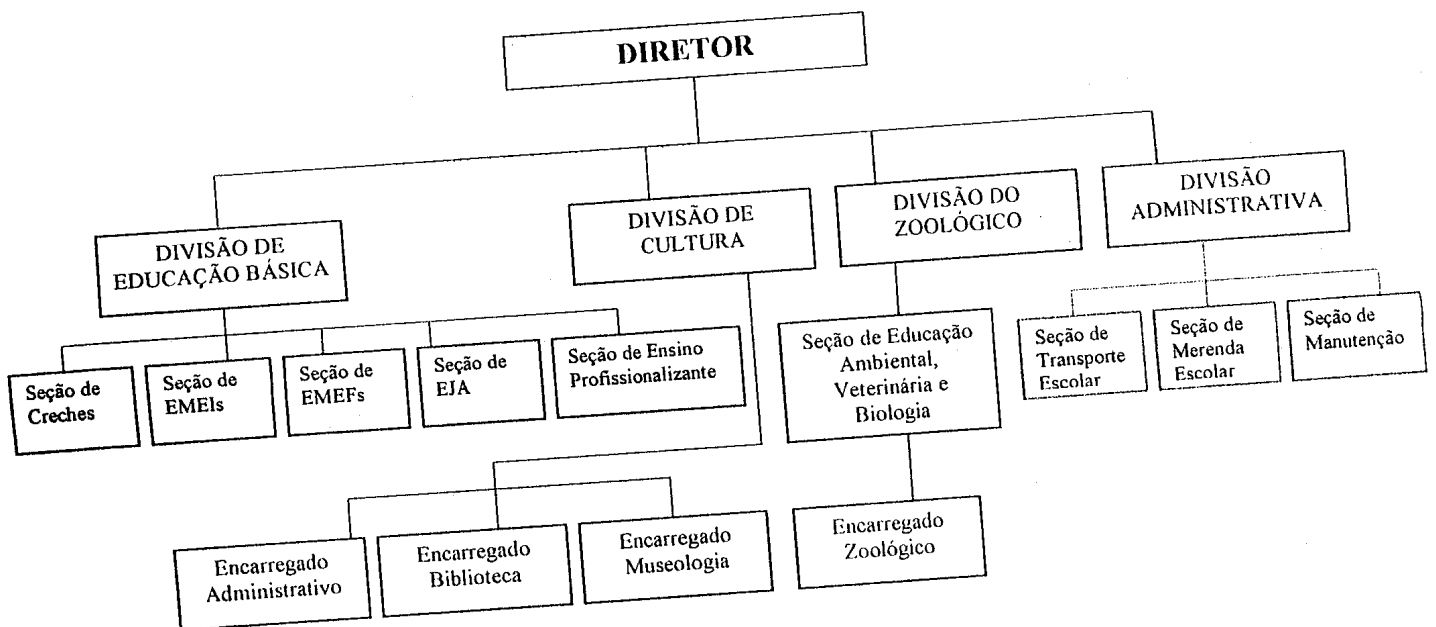 DIRETOR
DIVISÃO DE
EDUCAÇÃO BÁSICA
DIVISÃO DE
CULTURA
DIVISÃO DO
ZOOLÓGICO
DIVISÃO
ADMINISTRATIVA
Seção de
Creches
Seção de
EMEIs
Seção de
EMEFs
Seção de
EJA
Seção de Ensino
Profissionalizante
Seção de Educação
Ambiental,
Veterinária e
Biologia
Seção de
Transporte
Escolar
Seção de
Merenda
Escolar
Seção de
Manutenção
Encarregado
Administrativo
Encarregado
Biblioteca
Encarregado
Museologia
Encarregado
Zoológico